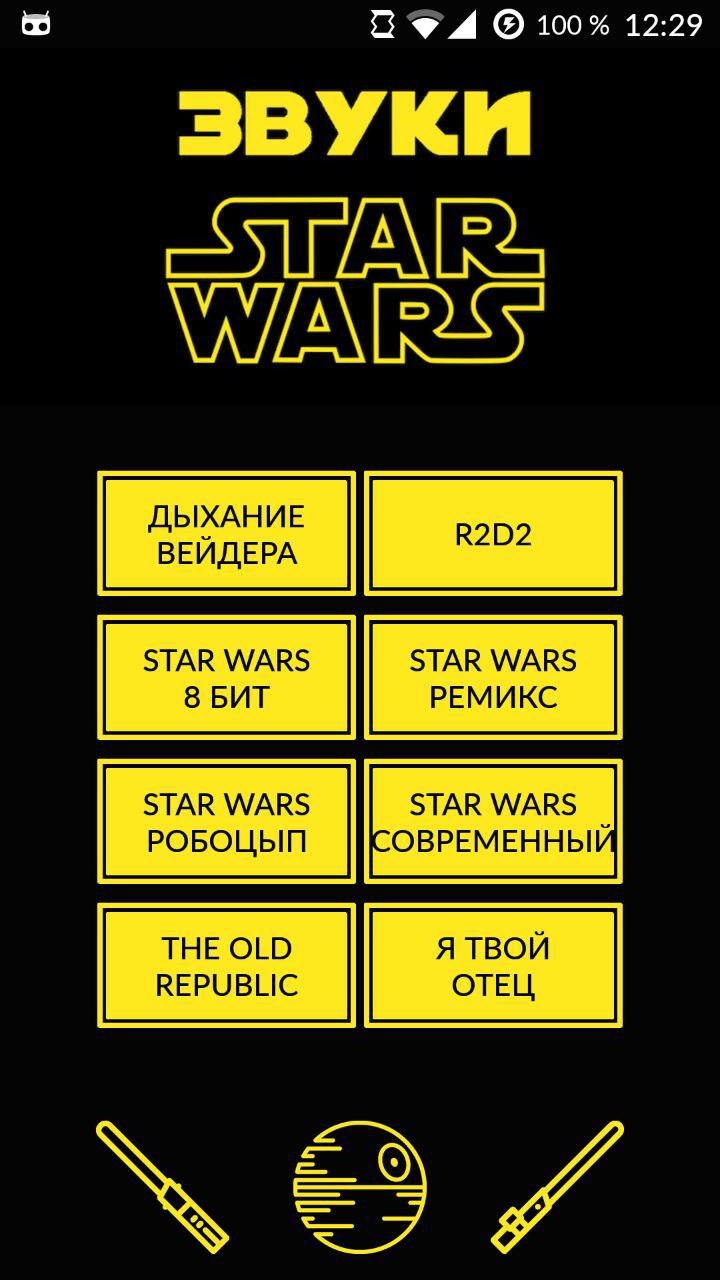 100 % 12:29
ЗВУКИ
STAR
WARS
ДЫХАНИЕ
ВЕЙДЕРА
R2D2
STAR WARS
8 БИТ
STAR WARS
РЕМИКС
STAR WARS
РОБОЦЫП
STAR WARS
СОВРЕМЕННЫЙ
THE OLD
REPUBLIC
Я ТВОЙ
ОТЕЦ